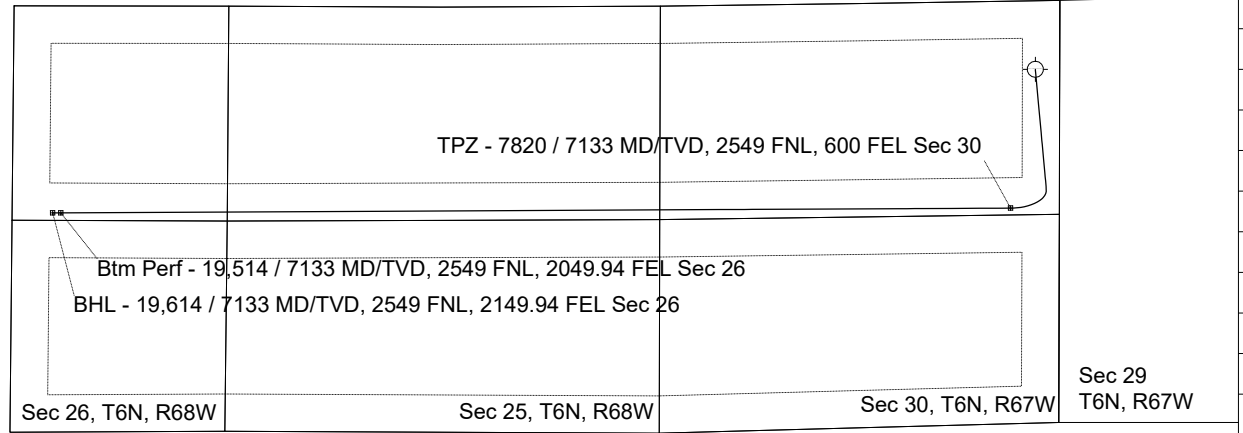 TPZ - 7820 / 7133 MD/TVD, 2549 FNL, 600 FEL Sec 30
Btm Perf - 19,514 / 7133 MD/TVD, 2549 FNL, 2049.94 FEL Sec 26
BHL - 19,614 / 7133 MD/TVD, 2549 FNL, 2149.94 FEL Sec 26
Sec 26, T6N, R68W
Sec 25, T6N, R68W
Sec 30, T6N, R67W
Sec 29
T6N, R67W